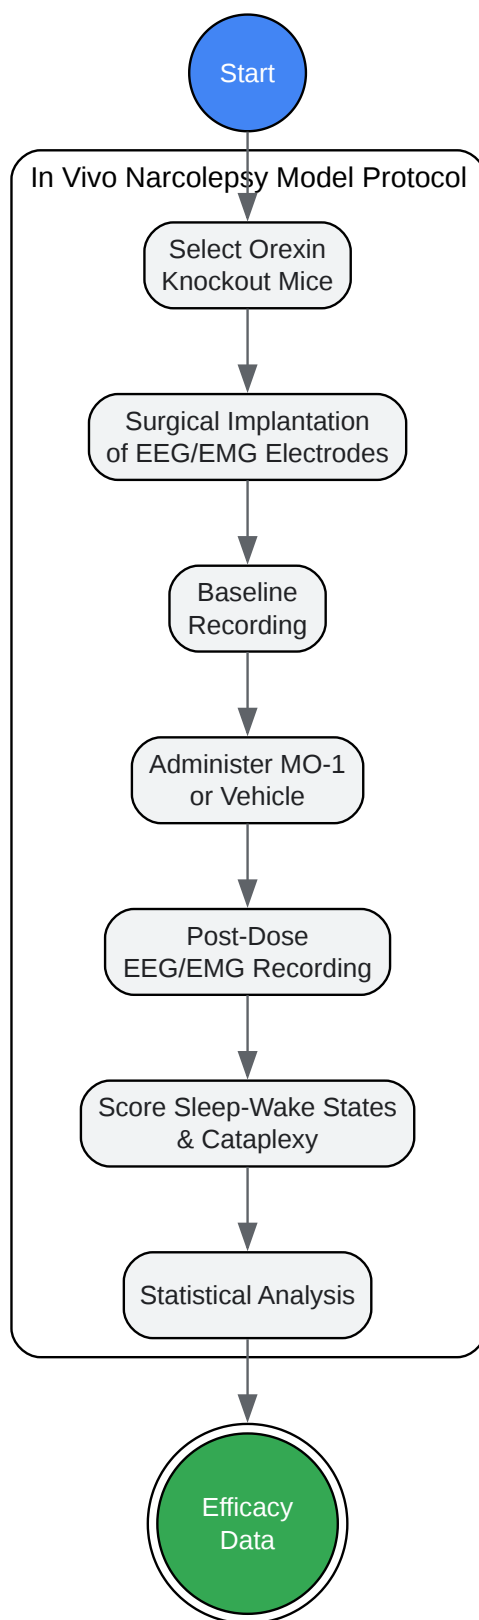 Start
In Vivo Narcolepsy Model Protocol
Select Orexin
Knockout Mice
Surgical Implantation
of EEG/EMG Electrodes
Baseline
Recording
Administer MO-1
or Vehicle
Post-Dose
EEG/EMG Recording
Score Sleep-Wake States
& Cataplexy
Statistical Analysis
Efficacy
Data